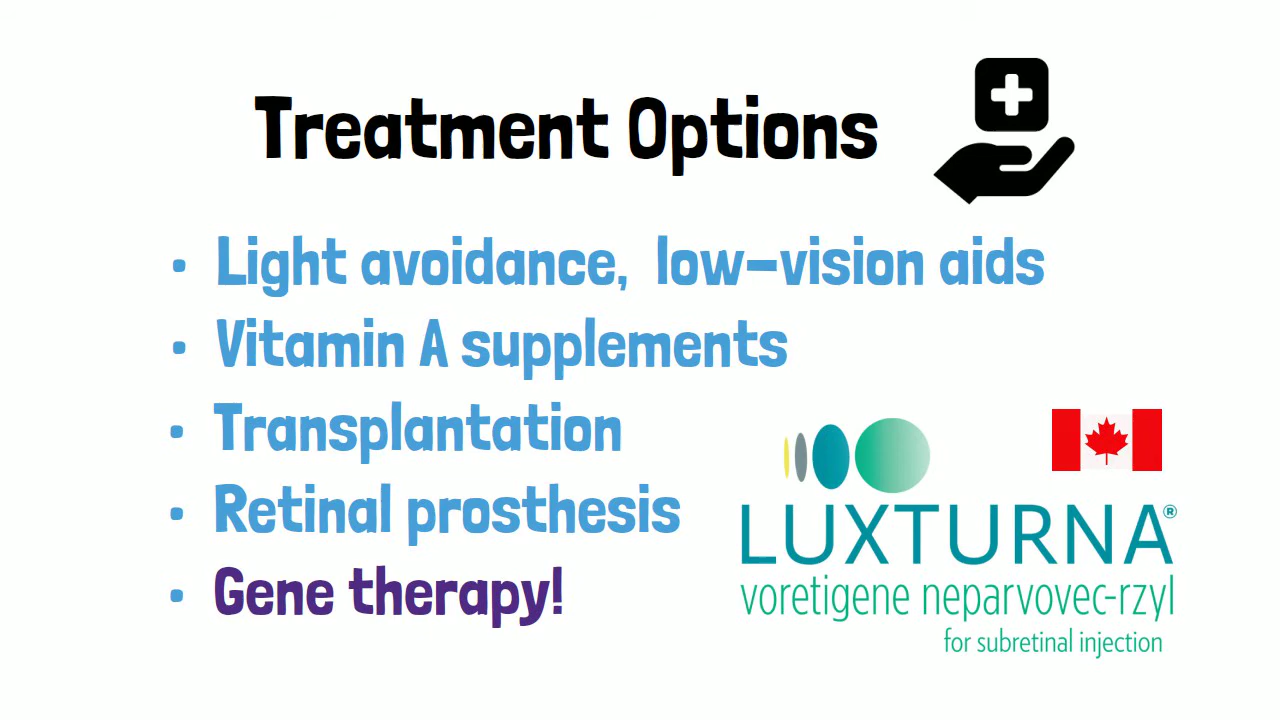 Treatment Options
• Light avoidance, low-vision aids
• Vitamin A supplements
• Transplantation
• Retinal prosthesis
• Gene therapy!
LUXTURNA®
voretigene neparvovec-rzyl
for subretinal injection